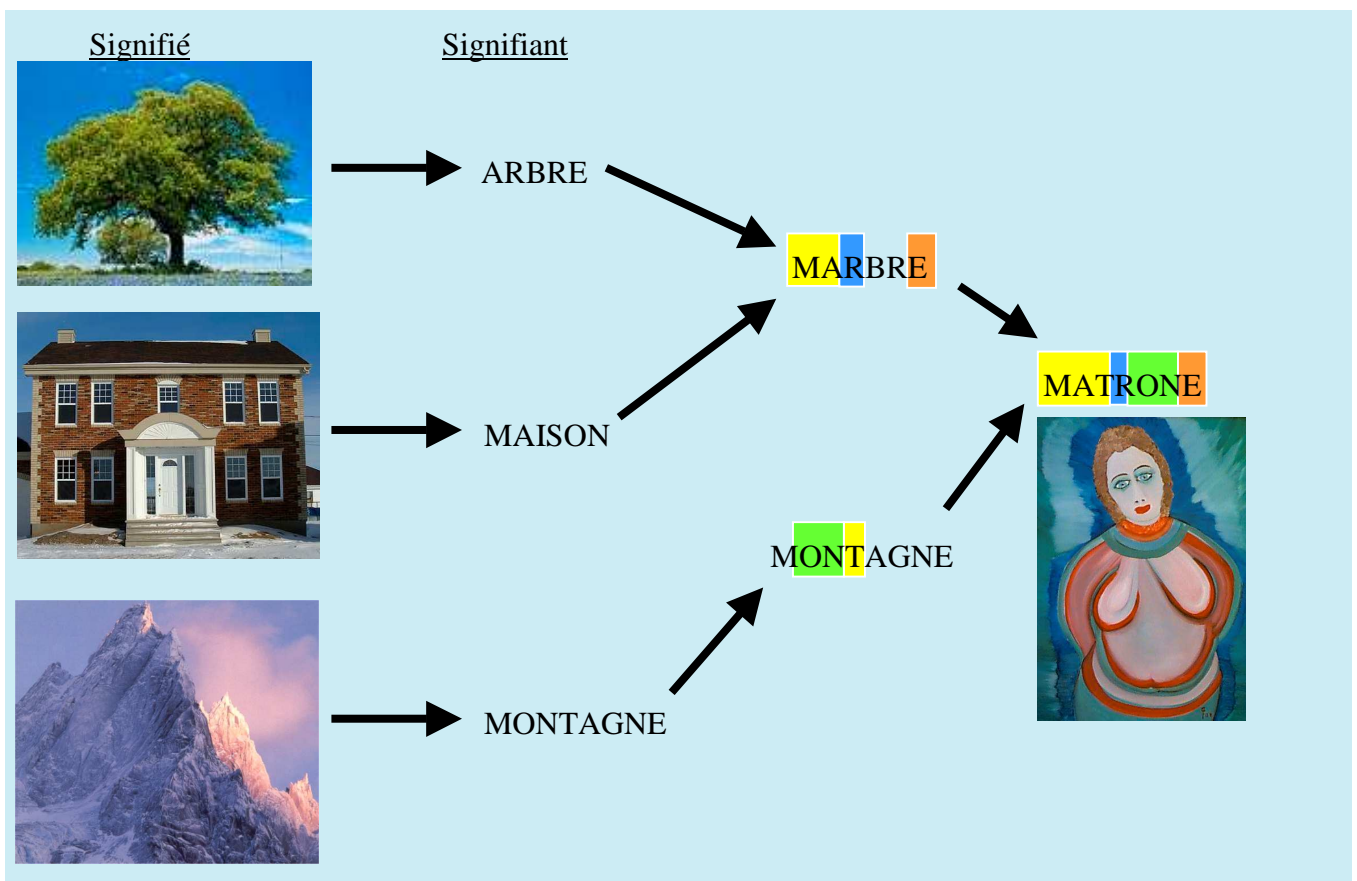 Signifié
Signifiant
ARBRE
MARBRE
MATRONE
MAISON
MONTAGNE
MONTAGNE